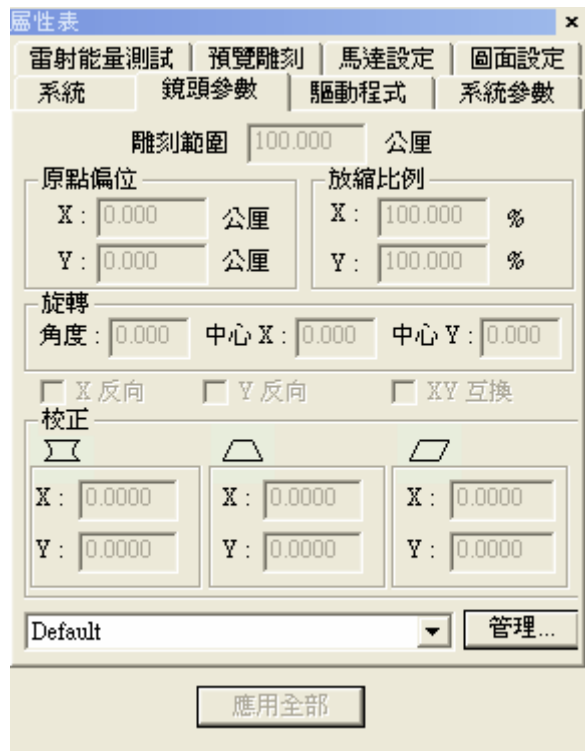 屬性表
雷射能量測試 預覽雕刻 馬達設定 圖面設定
系統 鏡頭參數 驅動程式 系統參數
雕刻範圍 100.000 公厘
原點偏位 放縮比例
X : 0.000 公厘 X : 100.000 %
Y : 0.000 公厘 Y : 100.000 %
旋轉
角度 : 0.000 中心 X : 0.000 中心 Y : 0.000
X 反向 Y 反向 XY 互換
校正
X : 0.0000 X : 0.0000 X : 0.0000
Y : 0.0000 Y : 0.0000 Y : 0.0000
Default 管理...
應用全部